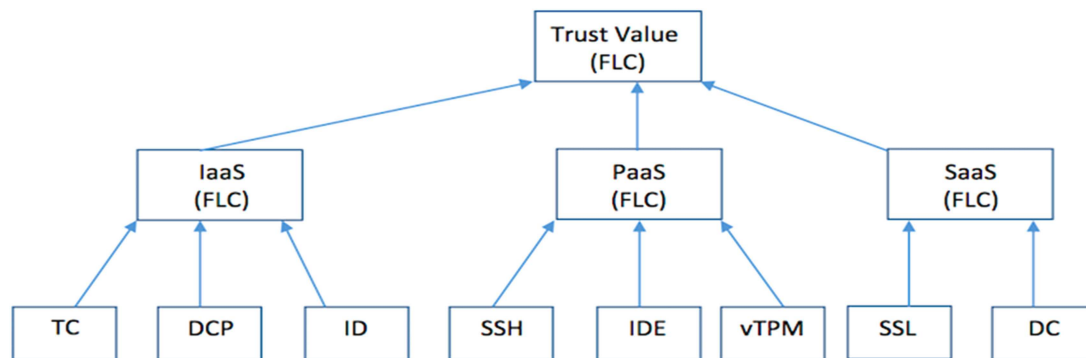 Trust Value
(FLC)
IaaS
(FLC)
PaaS
(FLC)
SaaS
(FLC)
TC
DCP
ID
SSH
IDE
vTPM
SSL
DC